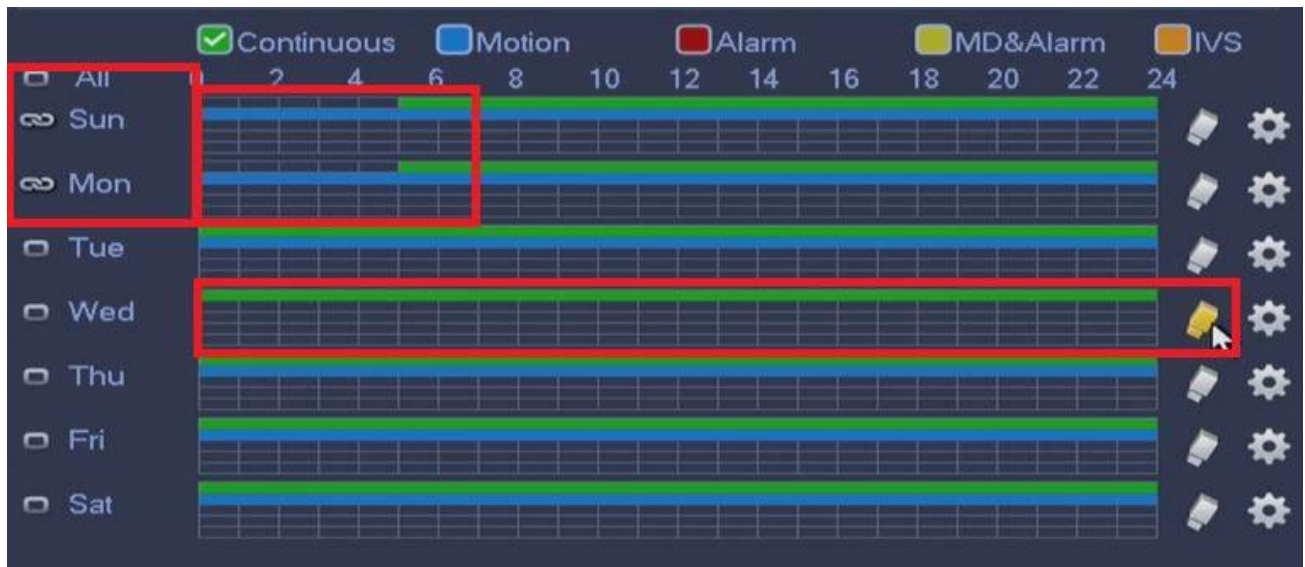 Continuous Motion Alarm MD&Alarm IVS
All 0 2 4 6 8 10 12 14 16 18 20 22 24
Sun
Mon
Tue
Wed
Thu
Fri
Sat